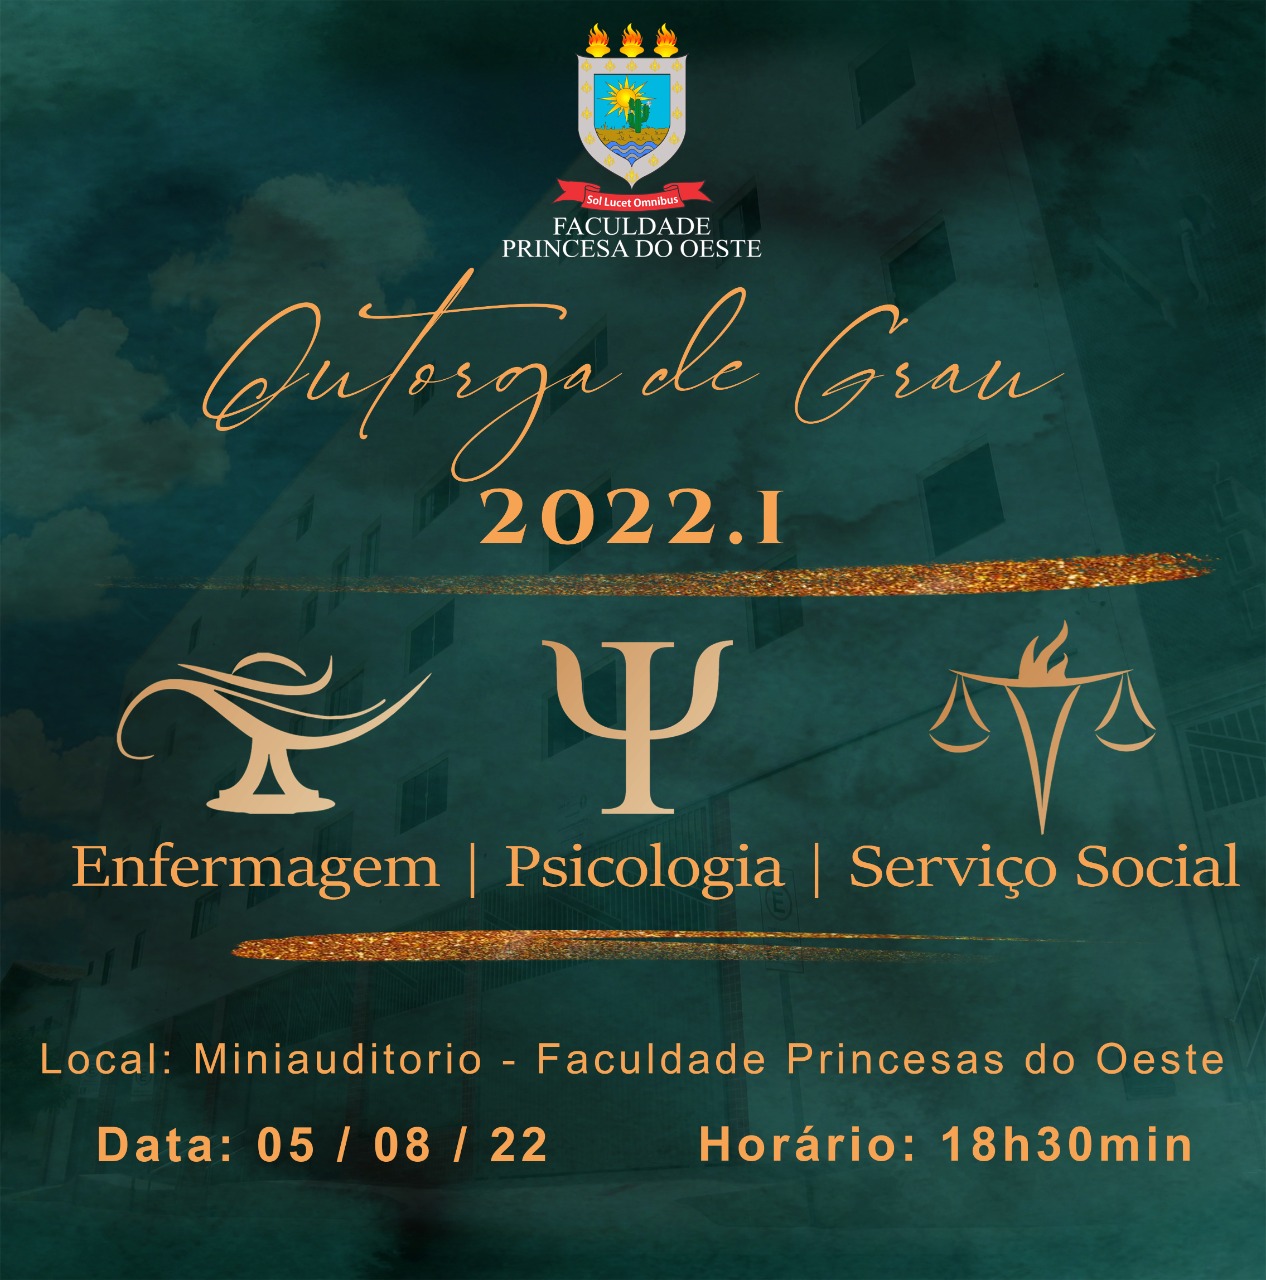 Sol Lucet Omnibus
FACULDADE
PRINCESA DO OESTE
Outorga de Grau
2022.1
Enfermagem | Psicologia | Serviço Social
Local: Miniauditorio - Faculdade Princesas do Oeste
Data: 05 / 08 / 22 Horário: 18h30min